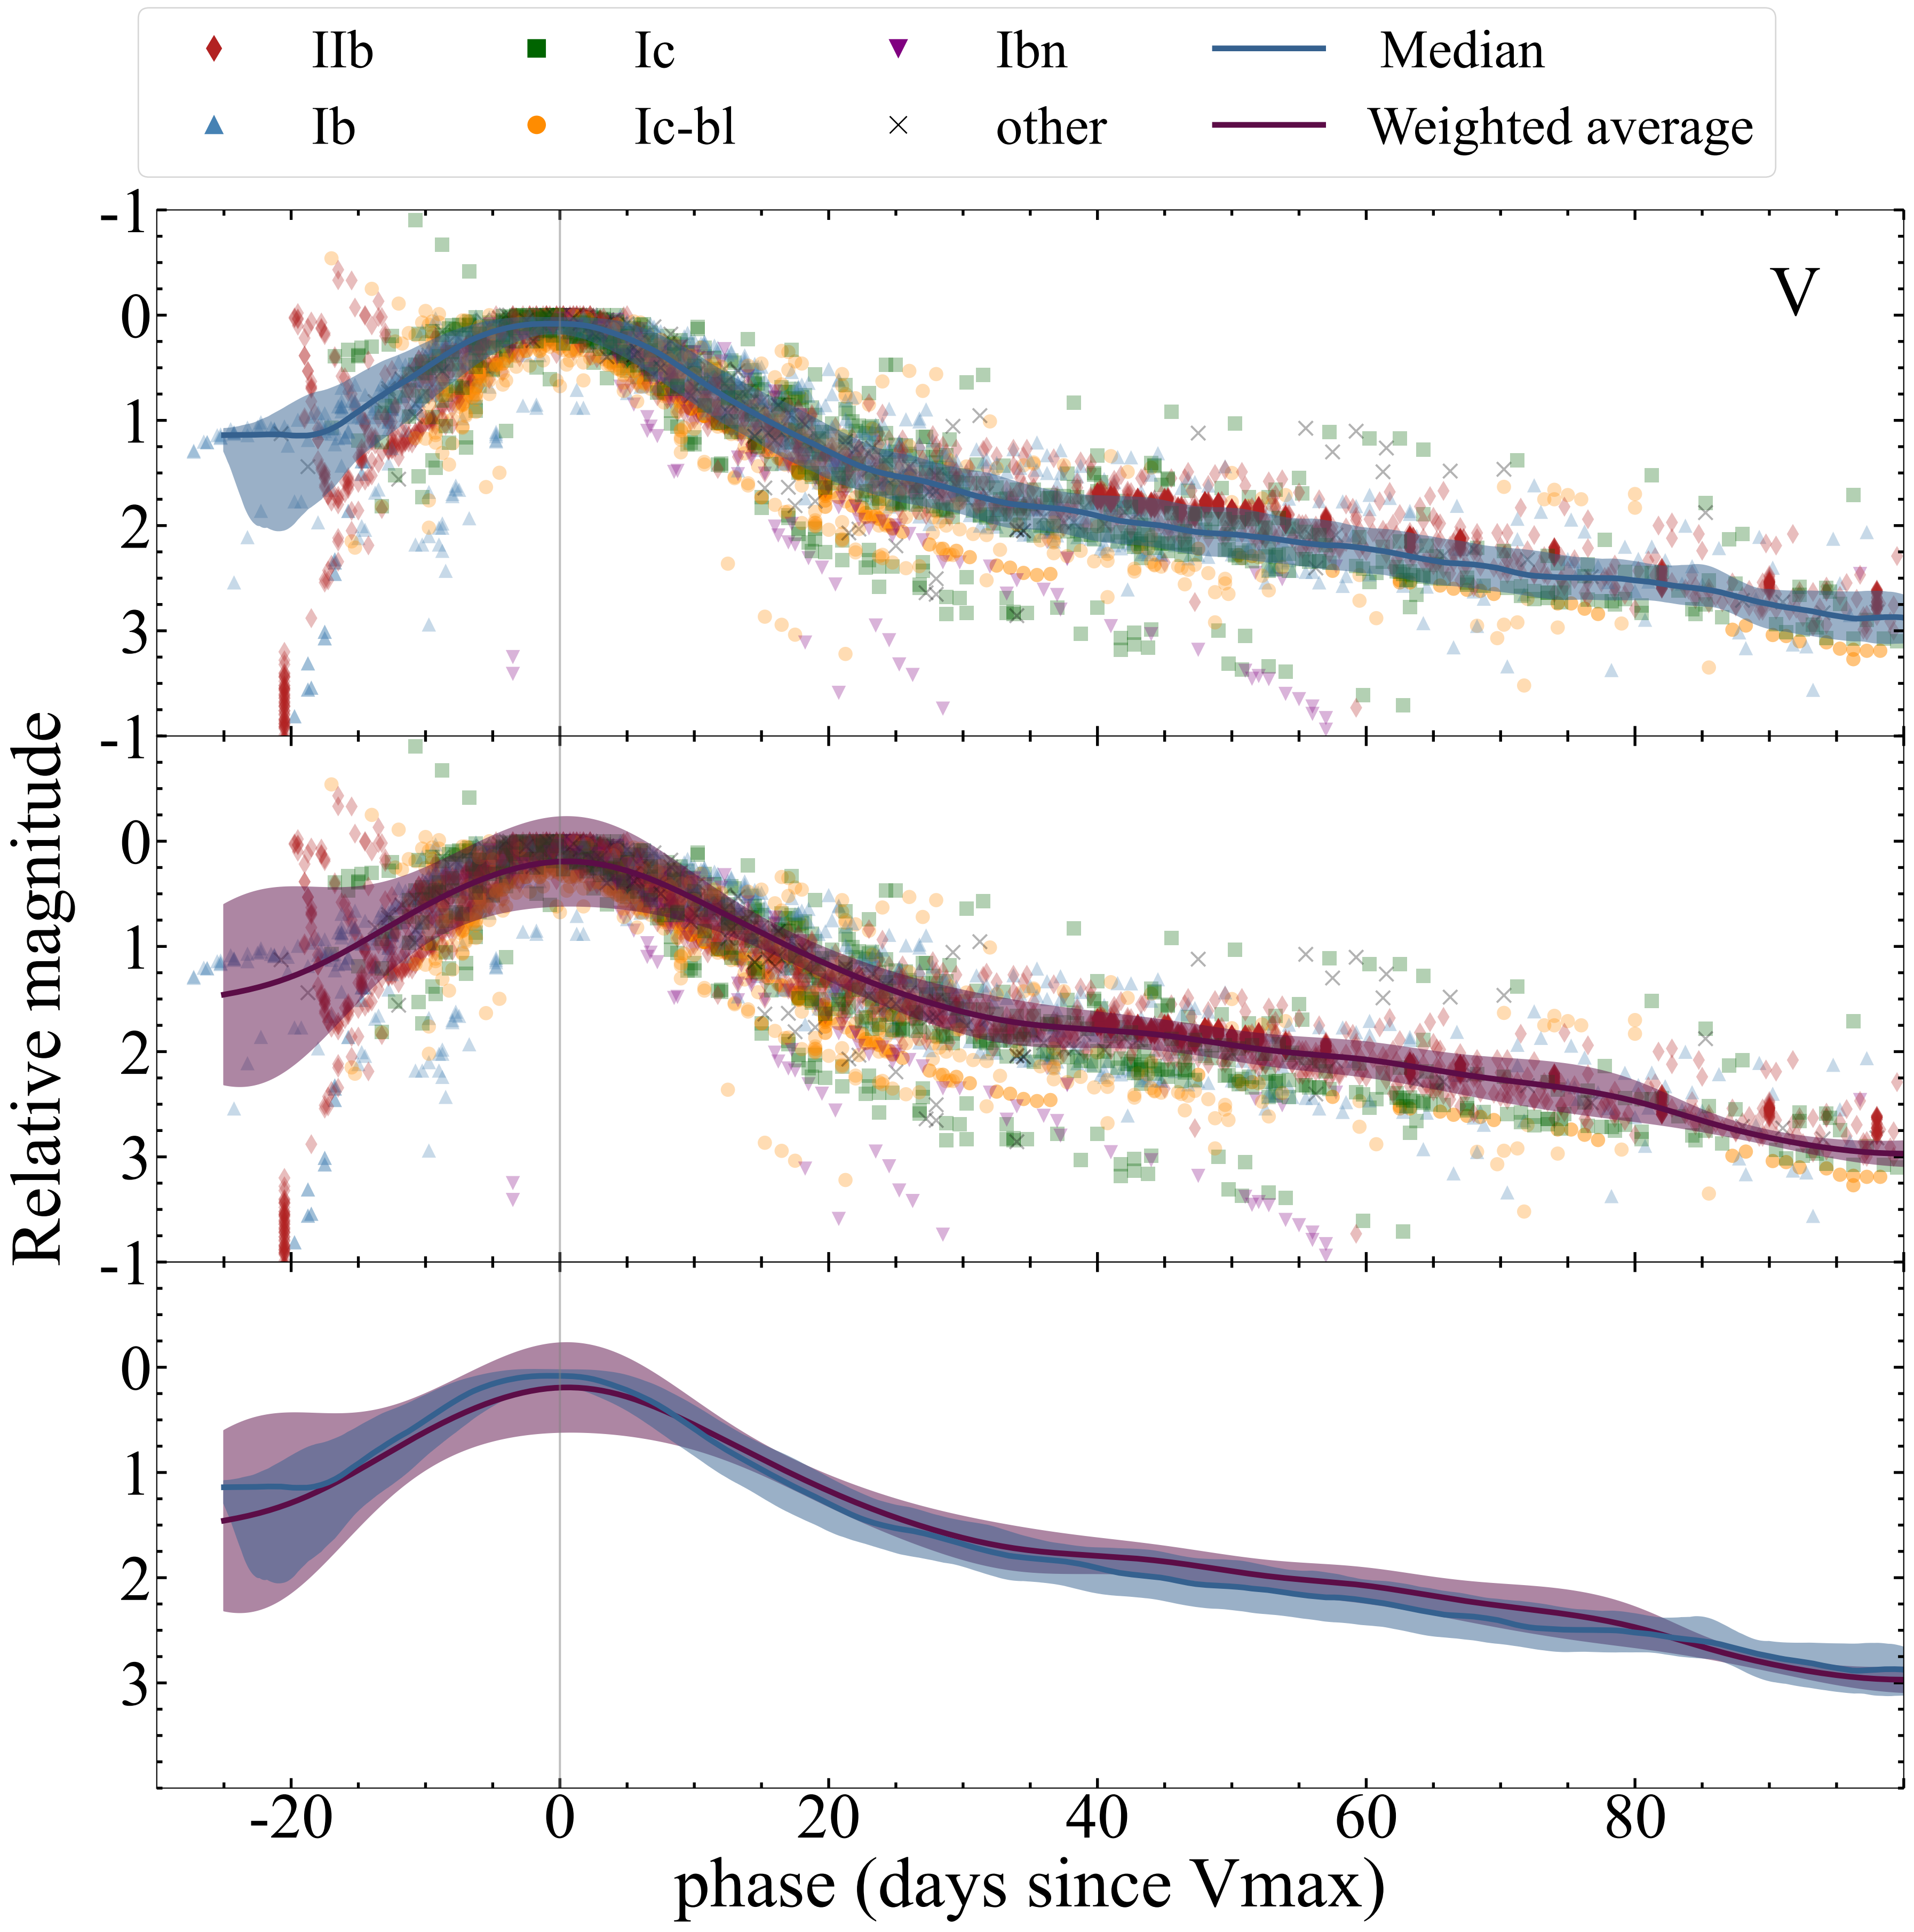 IIb Ic Ibn Median
Ib Ic-bl other Weighted average
V
-1
0
1
2
3
-1
0
1
2
3
-1
0
1
2
3
Relative magnitude
-20 0 20 40 60 80
phase (days since Vmax)